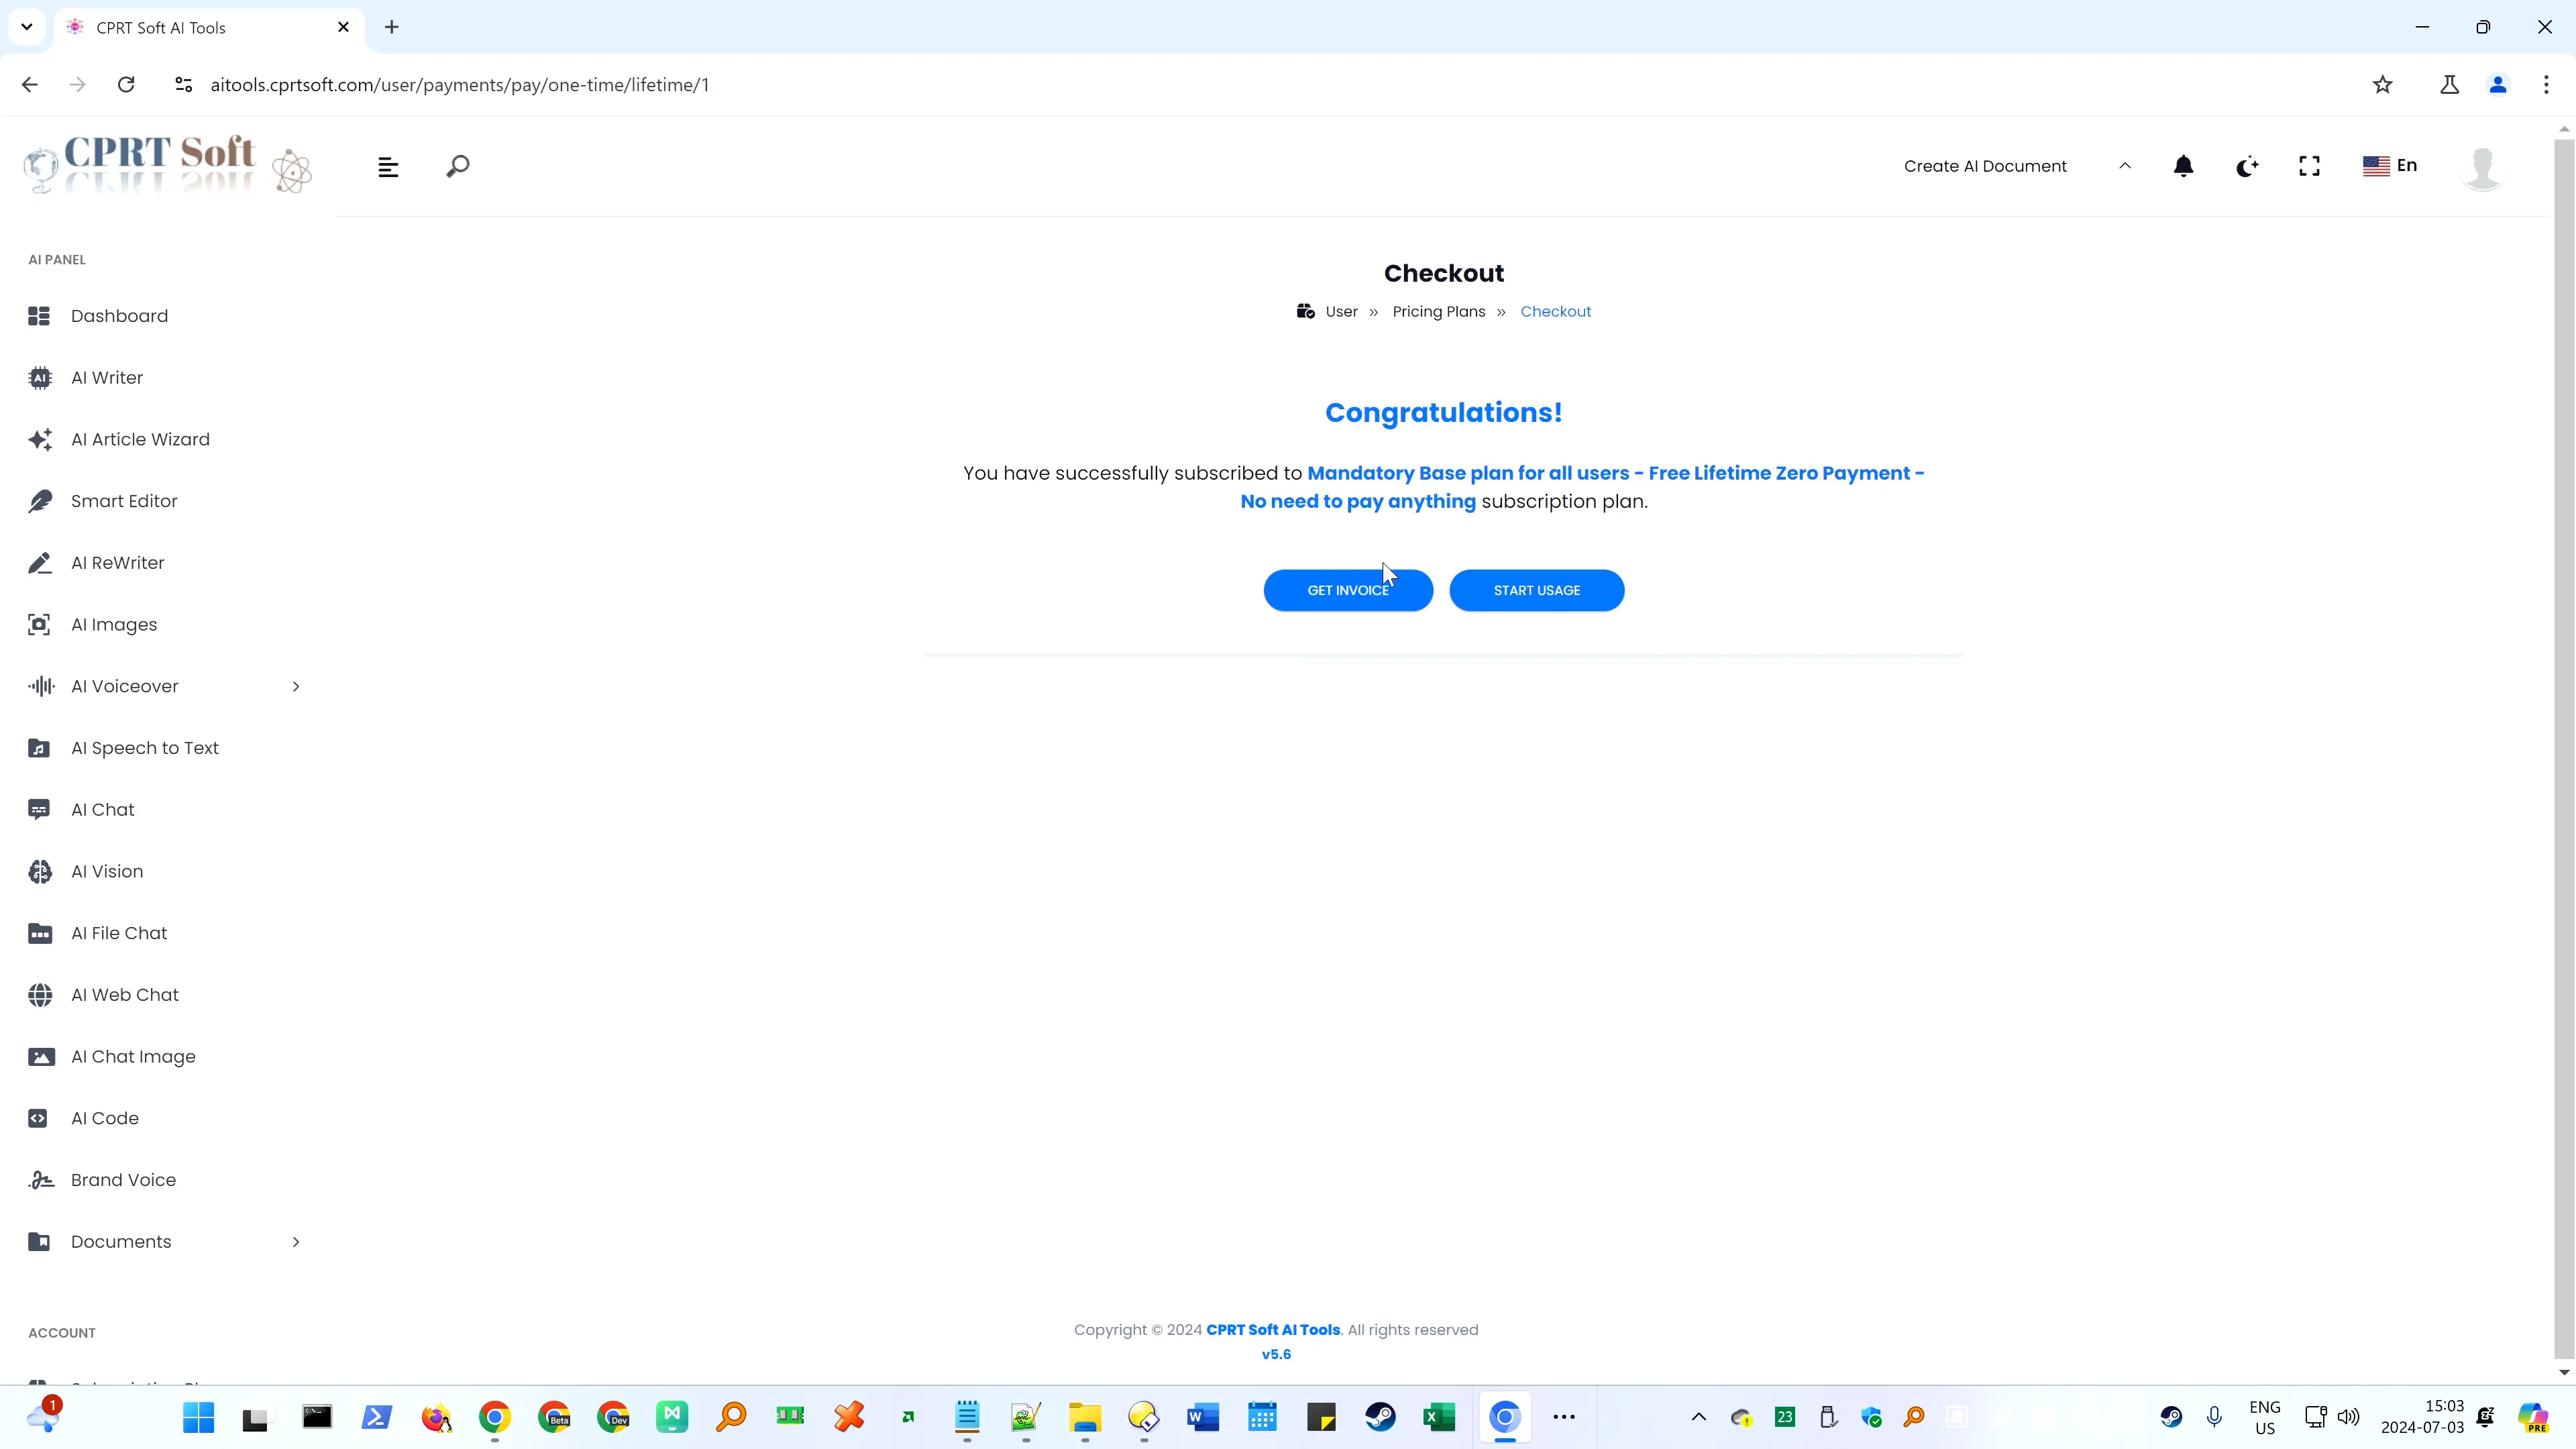 CPRT Soft AI Tools
aitools.cprtsoft.com/user/payments/pay/one-time/lifetime/1
CPRT Soft
Create AI Document
En
AI PANEL
Dashboard
AI Writer
AI Article Wizard
Smart Editor
AI ReWriter
AI Images
AI Voiceover
AI Speech to Text
AI Chat
AI Vision
AI File Chat
AI Web Chat
AI Chat Image
AI Code
Brand Voice
Documents
ACCOUNT
Checkout
User » Pricing Plans » Checkout
Congratulations!
You have successfully subscribed to Mandatory Base plan for all users - Free Lifetime Zero Payment -
No need to pay anything subscription plan.
GET INVOICE
START USAGE
Copyright © 2024 CPRT Soft AI Tools. All rights reserved
v5.6
1
Beta
Dev
23
ENG
US
15:03
2024-07-03
PRE